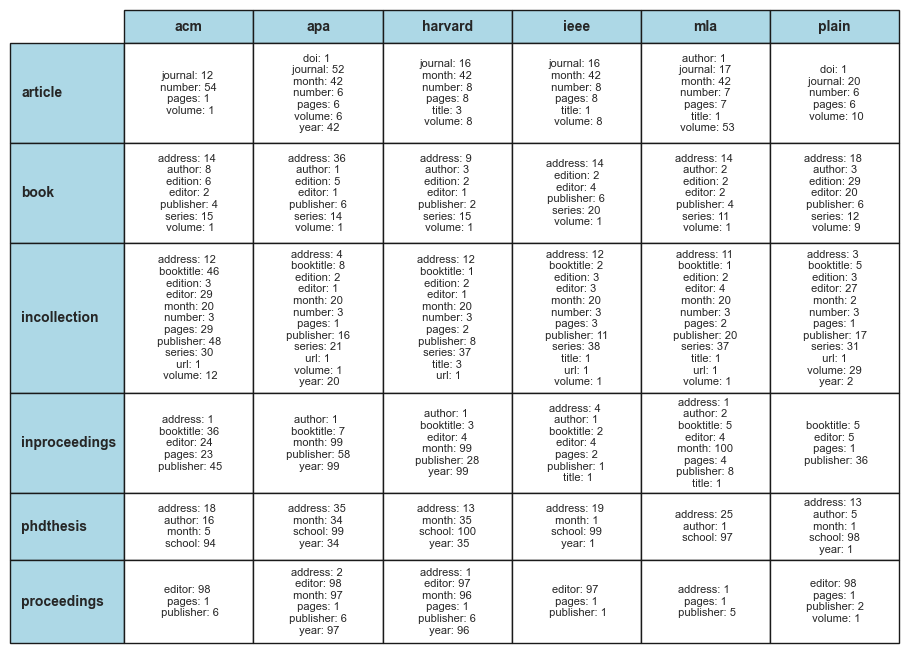 acm apa harvard ieee mla plain
article
journal: 12
number: 54
pages: 1
volume: 1
doi: 1
journal: 52
month: 42
number: 6
pages: 6
volume: 6
year: 42
journal: 16
month: 42
number: 8
pages: 8
title: 3
volume: 8
journal: 16
month: 42
number: 8
pages: 8
title: 1
volume: 8
author: 1
journal: 17
month: 42
number: 7
pages: 7
title: 1
volume: 53
doi: 1
journal: 20
number: 6
pages: 6
volume: 10
book
address: 14
author: 8
edition: 6
editor: 2
publisher: 4
series: 15
volume: 1
address: 36
author: 1
edition: 5
editor: 1
publisher: 6
series: 14
volume: 1
address: 9
author: 3
edition: 2
editor: 1
publisher: 2
series: 15
volume: 1
address: 14
edition: 2
editor: 4
publisher: 6
series: 20
volume: 1
address: 14
author: 2
edition: 2
editor: 2
publisher: 4
series: 11
volume: 1
address: 18
author: 3
edition: 29
editor: 20
publisher: 6
series: 12
volume: 9
incollection
address: 12
booktitle: 46
edition: 3
editor: 29
month: 20
number: 3
pages: 29
publisher: 48
series: 30
url: 1
volume: 12
address: 4
booktitle: 8
edition: 2
editor: 1
month: 20
number: 3
pages: 1
publisher: 16
series: 21
url: 1
volume: 1
year: 20
address: 12
booktitle: 1
edition: 2
editor: 1
month: 20
number: 3
pages: 2
publisher: 8
series: 37
title: 3
url: 1
address: 12
booktitle: 2
edition: 3
editor: 3
month: 20
number: 3
pages: 3
publisher: 11
series: 38
title: 1
url: 1
volume: 1
address: 11
booktitle: 1
edition: 2
editor: 4
month: 20
number: 3
pages: 2
publisher: 20
series: 37
title: 1
url: 1
volume: 1
address: 3
booktitle: 5
edition: 3
editor: 27
month: 2
number: 3
pages: 1
publisher: 17
series: 31
url: 1
volume: 29
year: 2
inproceedings
address: 1
booktitle: 36
editor: 24
pages: 23
publisher: 45
author: 1
booktitle: 7
month: 99
publisher: 58
year: 99
author: 1
booktitle: 3
editor: 4
month: 99
publisher: 28
year: 99
address: 4
author: 1
booktitle: 2
editor: 4
pages: 2
publisher: 1
title: 1
address: 1
author: 2
booktitle: 5
editor: 4
month: 100
pages: 4
publisher: 8
title: 1
booktitle: 5
editor: 5
pages: 1
publisher: 36
phdthesis
address: 18
author: 16
month: 5
school: 94
address: 35
month: 34
school: 99
year: 34
address: 13
month: 35
school: 100
year: 35
address: 19
month: 1
school: 99
year: 1
address: 25
author: 1
school: 97
address: 13
author: 5
month: 1
school: 98
year: 1
proceedings
editor: 98
pages: 1
publisher: 6
address: 2
editor: 98
month: 97
pages: 1
publisher: 6
year: 97
address: 1
editor: 97
month: 96
pages: 1
publisher: 6
year: 96
editor: 97
pages: 1
publisher: 1
address: 1
pages: 1
publisher: 5
editor: 98
pages: 1
publisher: 2
volume: 1